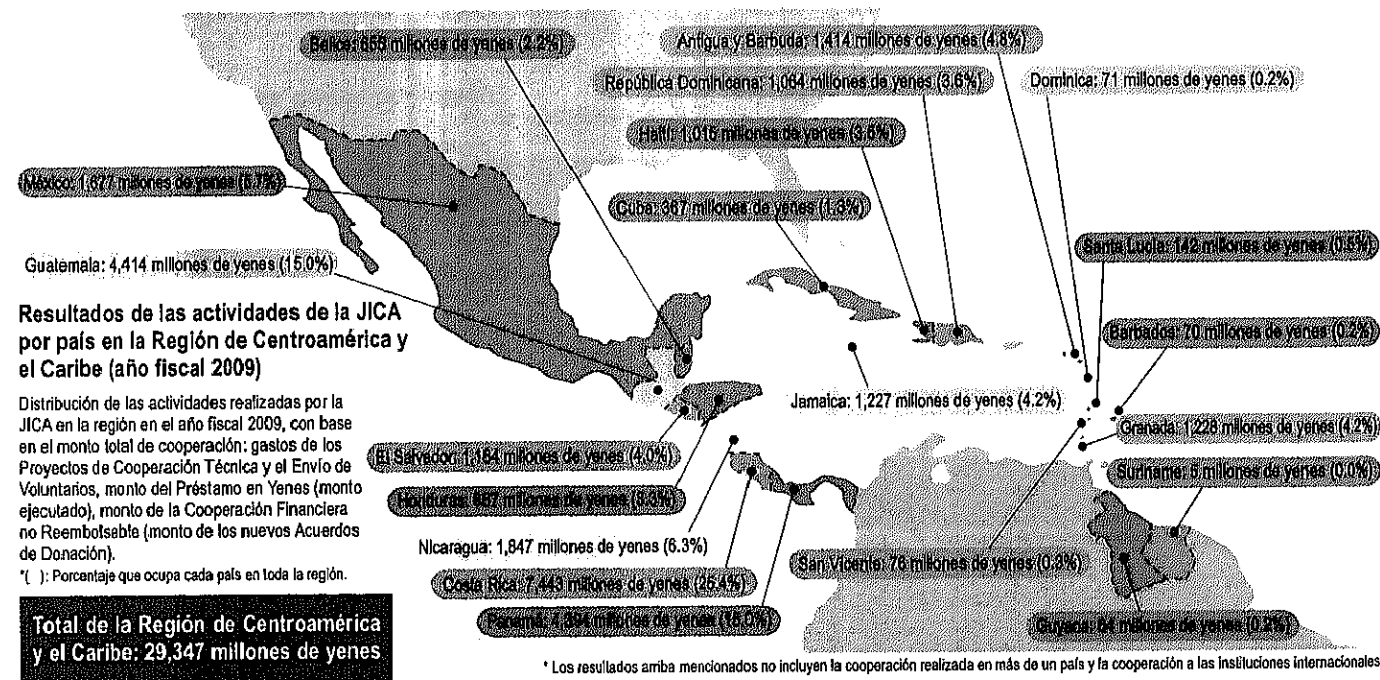 Belice: 655 millones de yenes (2.2%)
Antigua y Barbuda: 1,414 millones de yenes (4.8%)
República Dominicana: 1,064 millones de yenes (3.6%)
Dominica: 71 millones de yenes (0.2%)
Haití: 1,015 millones de yenes (3.5%)
México: 1,677 millones de yenes (5.7%)
Cuba: 367 millones de yenes (1.3%)
Santa Lucía: 142 millones de yenes (0.5%)
Guatemala: 4,414 millones de yenes (15.0%)
Resultados de las actividades de la JICA
por país en la Región de Centroamérica y
el Caribe (año fiscal 2009)
Barbados: 70 millones de yenes (0.2%)
Distribución de las actividades realizadas por la
JICA en la región en el año fiscal 2009, con base
en el monto total de cooperación: gastos de los
Proyectos de Cooperación Técnica y el Envío de
Voluntarios, monto del Préstamo en Yenes (monto
ejecutado), monto de la Cooperación Financiera
no Reembolsable (monto de los nuevos Acuerdos
de Donación).
*( ): Porcentaje que ocupa cada país en toda la región.
Jamaica: 1,227 millones de yenes (4.2%)
Granada: 1,228 millones de yenes (4.2%)
El Salvador: 1,164 millones de yenes (4.0%)
Suriname: 5 millones de yenes (0.0%)
Honduras: millones de yenes (3.3%)
Nicaragua: 1,847 millones de yenes (6.3%)
San Vicente: 76 millones de yenes (0.3%)
Costa Rica: 7,443 millones de yenes (25.4%)
Panamá: 4,394 millones de yenes (15.0%)
Guyana: 64 millones de yenes (0.2%)
Total de la Región de Centroamérica
y el Caribe: 29,347 millones de yenes
* Los resultados arriba mencionados no incluyen la cooperación realizada en más de un país y la cooperación a las instituciones internacionales